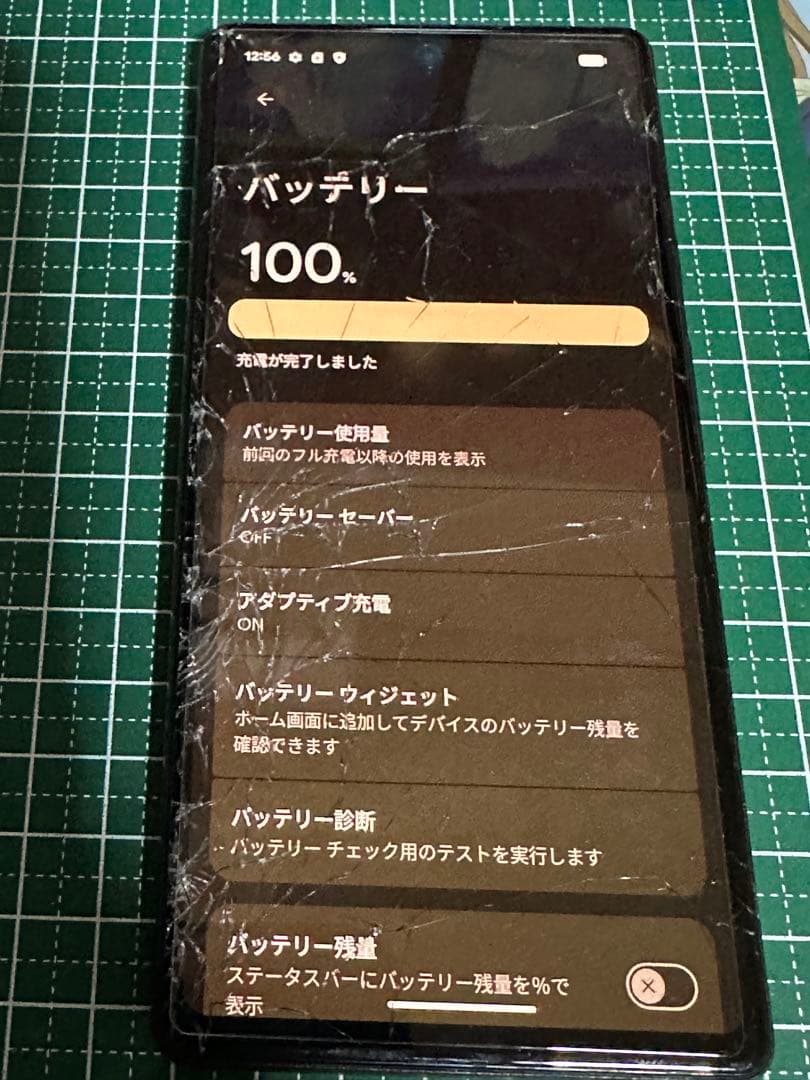 12:56
バッテリー
100%
充電が完了しました
バッテリー使用量
前回のフル充電以降の使用を表示
バッテリー セーバー
OFF
アダプティブ充電
ON
バッテリー ウィジェット
ホーム画面に追加してデバイスのバッテリー残量を
確認できます
バッテリー診断
バッテリー チェック用のテストを実行します
バッテリー残量
ステータスバーにバッテリー残量を%で
表示